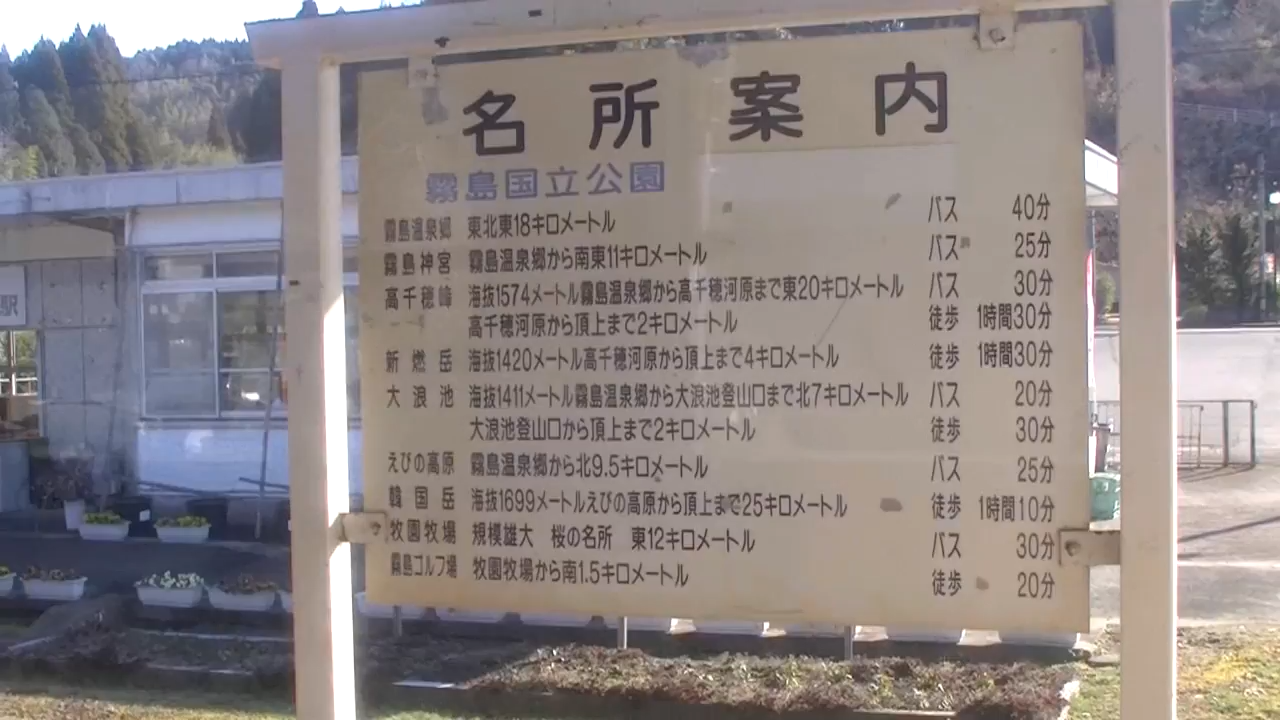 名所案内
霧島国立公園
霧島温泉郷 東北東18キロメートル バス 40分
霧島神宮 霧島温泉郷から南東11キロメートル バス 25分
高千穂峰 海抜1574メートル霧島温泉郷から高千穂河原まで東20キロメートル バス 30分
高千穂河原から頂上まで2キロメートル 徒歩 1時間30分
新燃岳 海抜1420メートル高千穂河原から頂上まで4キロメートル 徒歩 1時間30分
大浪池 海抜1411メートル霧島温泉郷から大浪池登山口まで北7キロメートル バス 20分
大浪池登山口から頂上まで2キロメートル 徒歩 30分
えびの高原 霧島温泉郷から北9.5キロメートル バス 25分
韓国岳 海抜1699メートルえびの高原から頂上まで25キロメートル 徒歩 1時間10分
牧園牧場 規模雄大 桜の名所 東12キロメートル バス 30分
霧島ゴルフ場 牧園牧場から南1.5キロメートル 徒歩 20分
駅